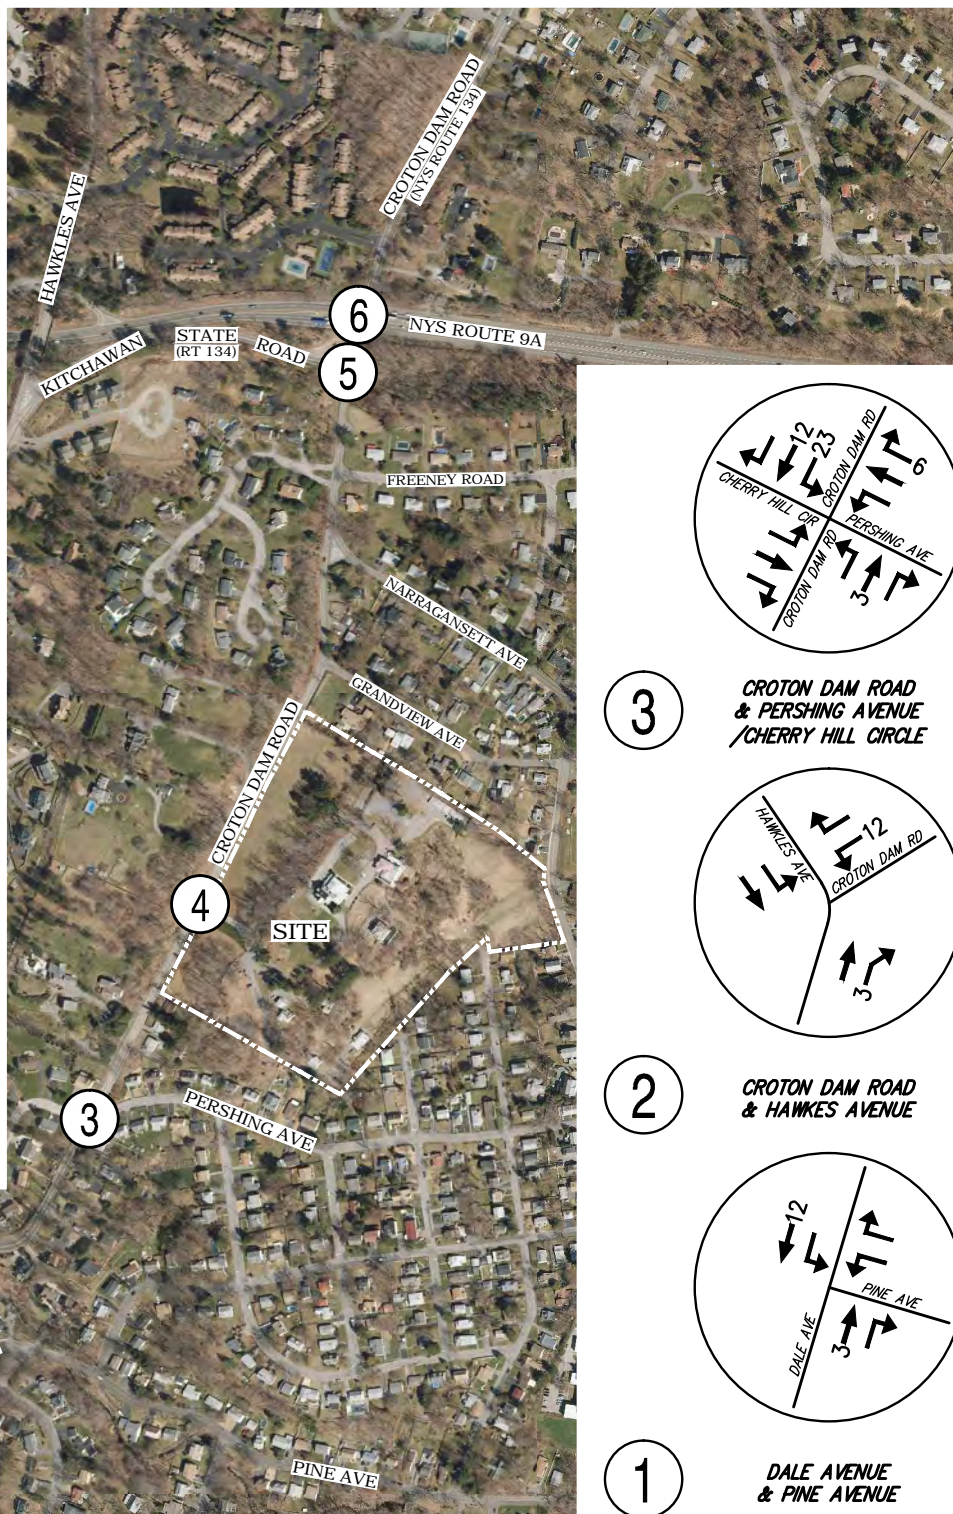 CROTON DAM ROAD
(NYS ROUTE 134)
HAWKLES AVE
6
NYS ROUTE 9A
STATE
(RT 134)
ROAD
KITCHAWAN
5
FREENEY ROAD
NARRAGANSETT AVE
GRANDVIEW AVE
CROTON DAM ROAD
4
SITE
3
PERSHING AVE
PINE AVE
12
23
CROTON DAM RD
6
CHERRY HILL CIR
PERSHING AVE
CROTON DAM RD
3
3
CROTON DAM ROAD
& PERSHING AVENUE
/CHERRY HILL CIRCLE
HAWKLES AVE
12
CROTON DAM RD
3
2
CROTON DAM ROAD
& HAWKES AVENUE
12
PINE AVE
DALE AVE
3
1
DALE AVENUE
& PINE AVENUE